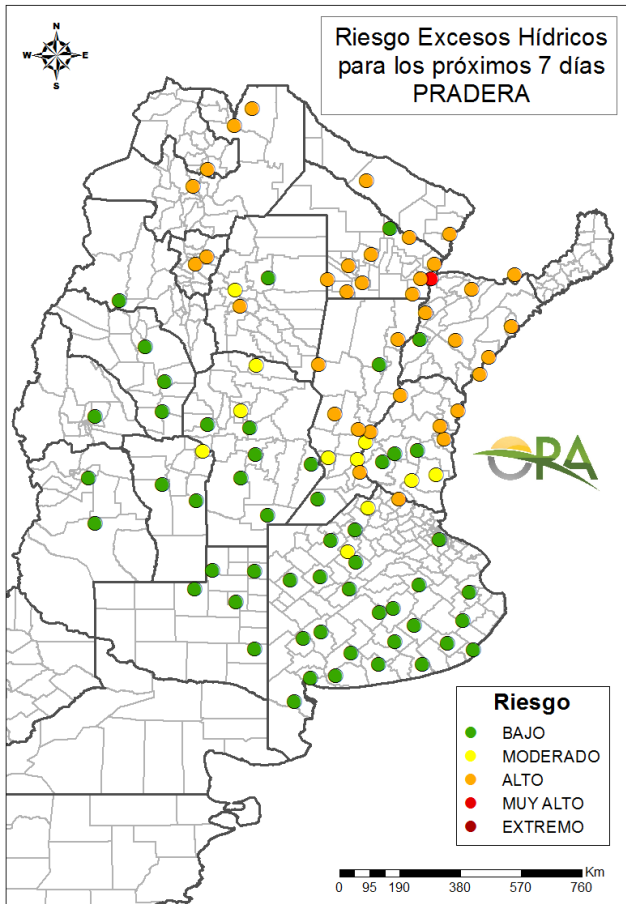 Riesgo Excesos Hídricos
para los próximos 7 días
PRADERA
N
W E
S
ORA
Riesgo
BAJO
MODERADO
ALTO
MUY ALTO
EXTREMO
Km
0 95 190 380 570 760